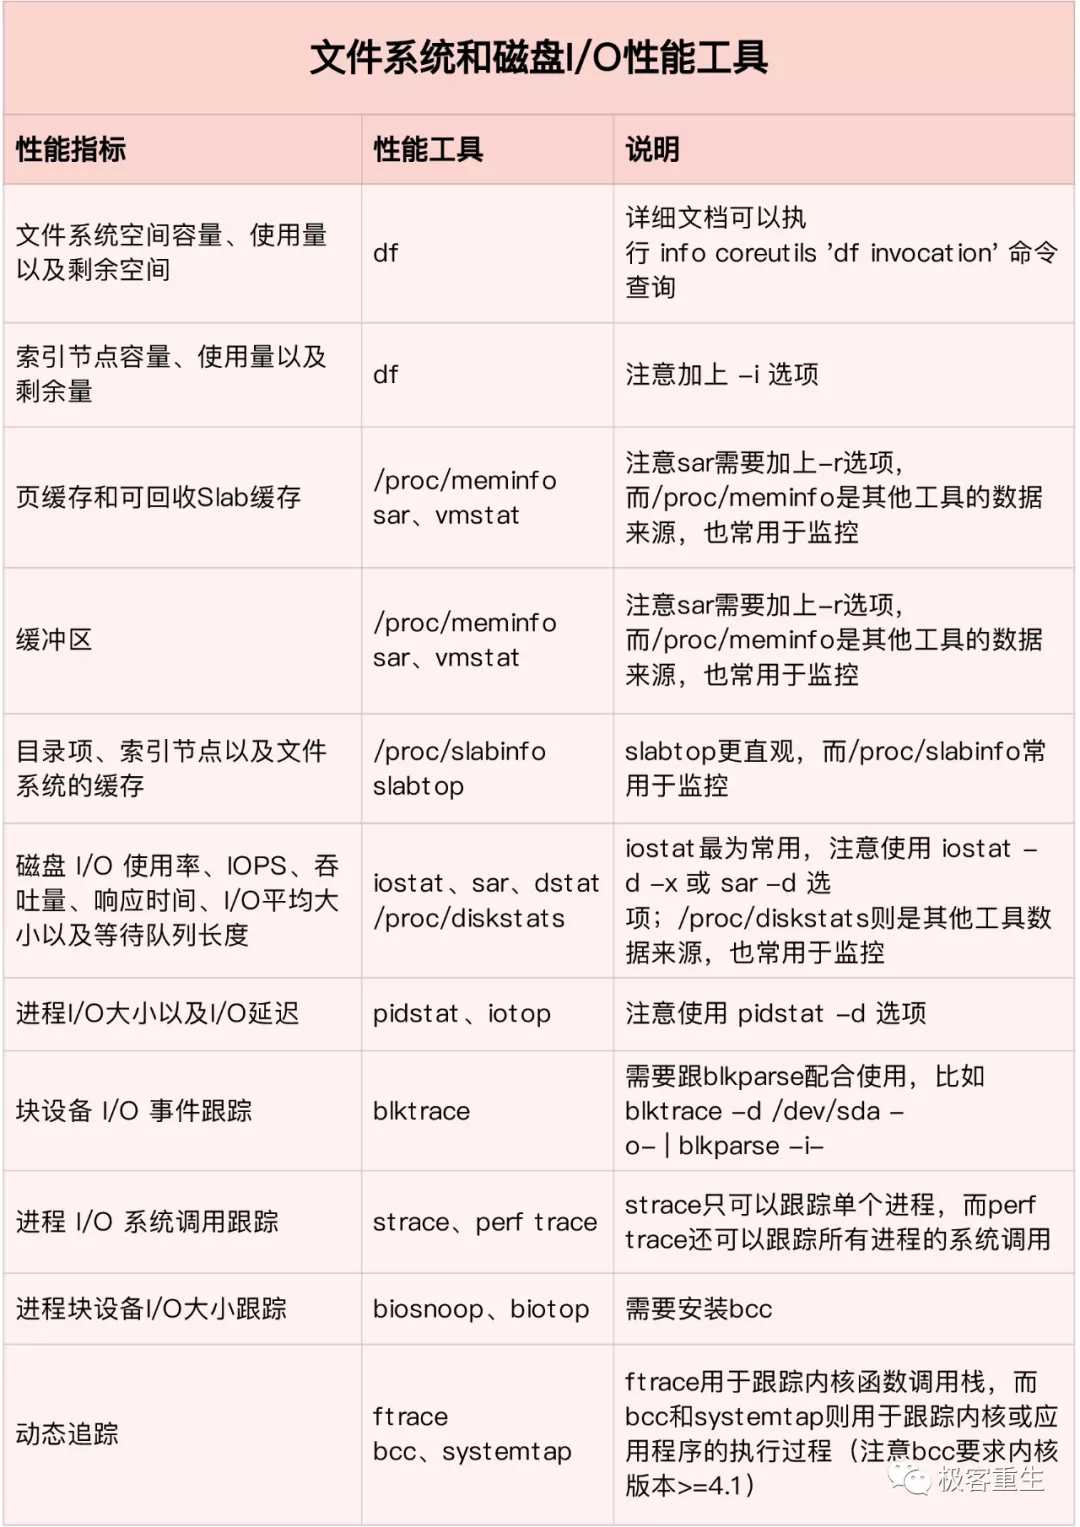 文件系统和磁盘I/O性能工具
性能指标
性能工具
说明
文件系统空间容量、使用量
以及剩余空间
df
详细文档可以执
行 info coreutils 'df invocation' 命令
查询
索引节点容量、使用量以及
剩余量
df
注意加上 -i 选项
页缓存和可回收Slab缓存
/proc/meminfo
sar、vmstat
注意sar需要加上-r选项，
而/proc/meminfo是其他工具的数据
来源，也常用于监控
缓冲区
/proc/meminfo
sar、vmstat
注意sar需要加上-r选项，
而/proc/meminfo是其他工具的数据
来源，也常用于监控
目录项、索引节点以及文件
系统的缓存
/proc/slabinfo
slabtop
slabtop更直观，而/proc/slabinfo常
用于监控
磁盘 I/O 使用率、IOPS、吞
吐量、响应时间、I/O平均大
小以及等待队列长度
iostat、sar、dstat
/proc/diskstats
iostat最为常用，注意使用 iostat -
d -x 或 sar -d 选
项；/proc/diskstats则是其他工具数
据来源，也常用于监控
进程I/O大小以及I/O延迟
pidstat、iotop
注意使用 pidstat -d 选项
块设备 I/O 事件跟踪
blktrace
需要跟blkparse配合使用，比如
blktrace -d /dev/sda -
o- | blkparse -i-
进程 I/O 系统调用跟踪
strace、perf trace
strace只可以跟踪单个进程，而perf
trace还可以跟踪所有进程的系统调用
进程块设备I/O大小跟踪
biosnoop、biotop
需要安装bcc
动态追踪
ftrace
bcc、systemtap
ftrace用于跟踪内核函数调用栈，而
bcc和systemtap则用于跟踪内核或应
用程序的执行过程（注意bcc要求内核
版本>=4.1）
极客重生